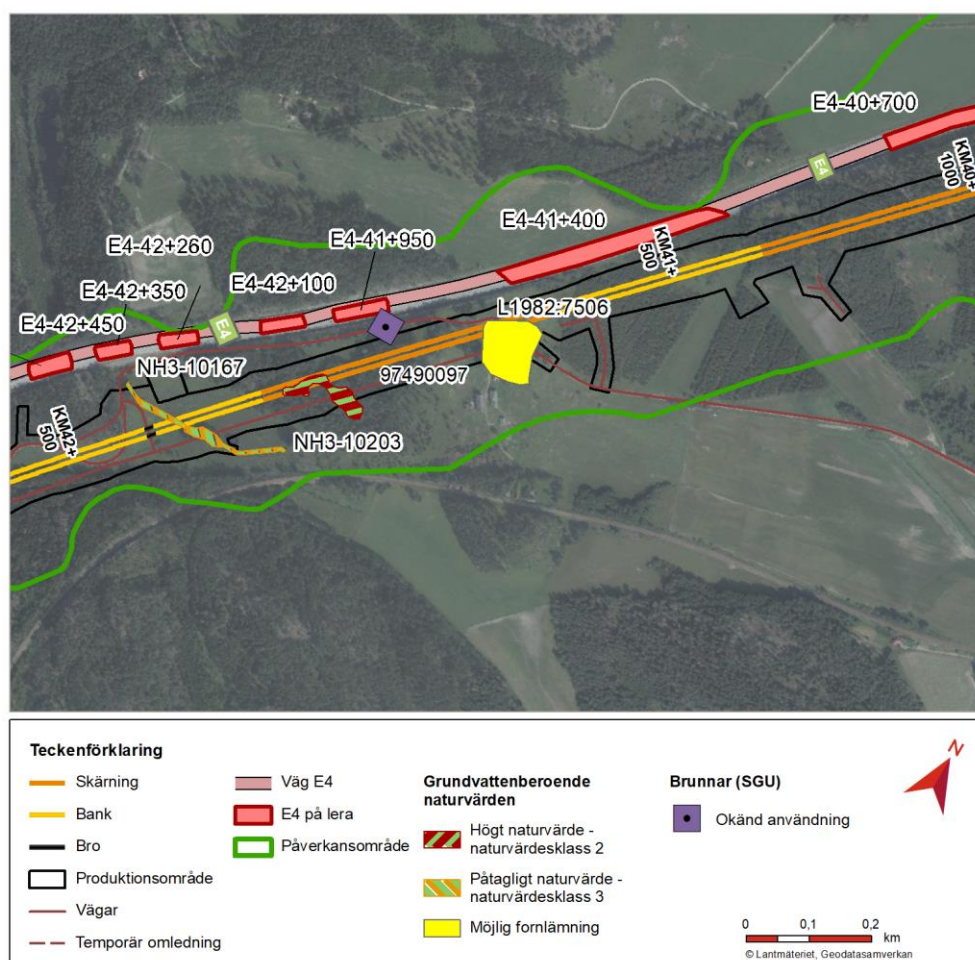 E4-40+700
E4
KM40+
1000
E4-41+400
E4-41+950
KM41+
500
E4-42+260
E4-42+100
E4-42+350
E4-42+450
E4
L1982:7506
NH3-10167
97490097
NH3-10203
KM42+
500
Teckenförklaring
Skärning
Bank
Bro
Produktionsområde
Vägar
Temporär omledning
Väg E4
E4 på lera
Påverkansområde
Grundvattenberoende
naturvärden
Högt naturvärde -
naturvärdesklass 2
Påtagligt naturvärde -
naturvärdesklass 3
Möjlig fornlämning
Brunnar (SGU)
Okänd användning
N
0 0,1 0,2
km
© Lantmäteriet, Geodatasamverkan